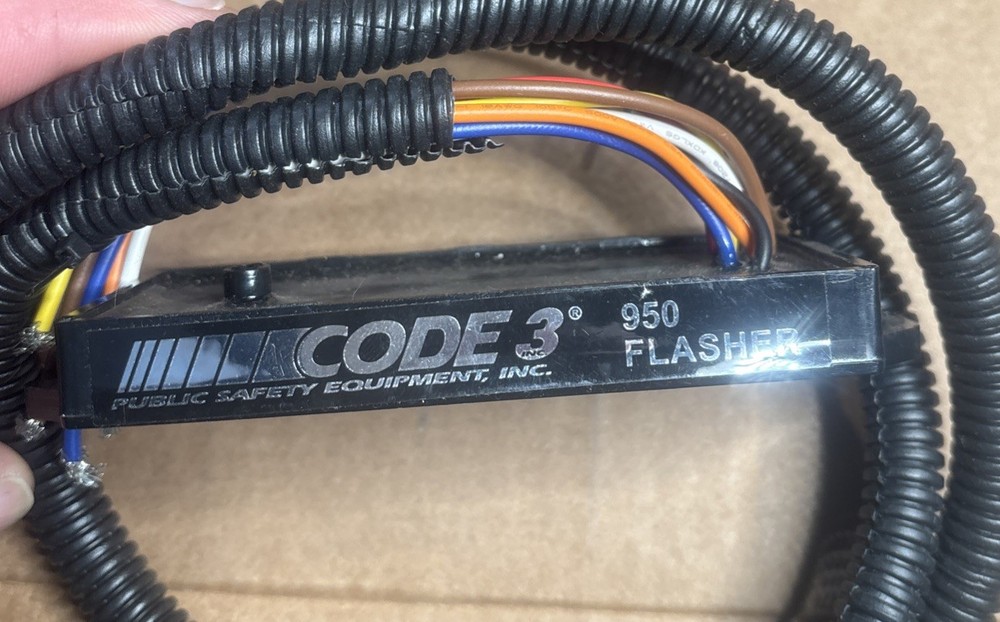 CODE 3®
INC.
PUBLIC SAFETY EQUIPMENT, INC.
950
FLASHER